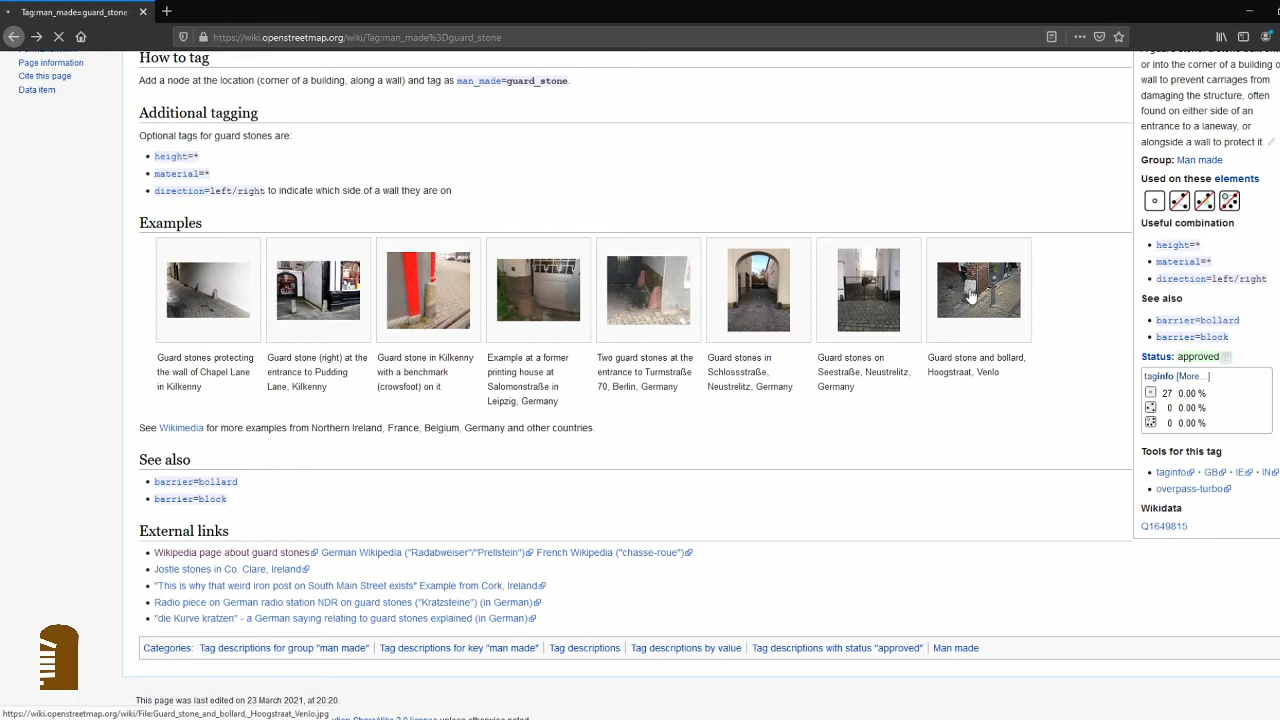 Tag:man_made=guard_stone -
https://wiki.openstreetmap.org/wiki/Tag:man_made%3Dguard_stone
Page information
Cite this page
Data item
How to tag
Add a node at the location (corner of a building, along a wall) and tag as man_made=guard_stone.
Additional tagging
Optional tags for guard stones are:
height=*
material=*
direction=left/right to indicate which side of a wall they are on
Examples
Guard stones protecting
the wall of Chapel Lane
in Kilkenny
Guard stone (right) at the
entrance to Pudding
Lane, Kilkenny
Guard stone in Kilkenny
with a benchmark
(crowsfoot) on it
Example at a former
printing house at
Salomonstraße in
Leipzig, Germany
Two guard stones at the
entrance to Turmstraße
70, Berlin, Germany
Guard stones in
Schlossstraße,
Neustrelitz, Germany
Guard stones on
Seestraße, Neustrelitz,
Germany
Guard stone and bollard,
Hoogstraat, Venlo
See Wikimedia for more examples from Northern Ireland, France, Belgium, Germany and other countries.
See also
barrier=bollard
barrier=block
External links
Wikipedia page about guard stones German Wikipedia ("Radabweiser"/"Prellstein") French Wikipedia ("chasse-roue")
Jostle stones in Co. Clare, Ireland
"This is why that weird iron post on South Main Street exists" Example from Cork, Ireland
Radio piece on German radio station NDR on guard stones ("Kratzsteine") (in German)
"die Kurve kratzen" - a German saying relating to guard stones explained (in German)
Categories: Tag descriptions for group "man made" Tag descriptions for key "man made" Tag descriptions Tag descriptions by value Tag descriptions with status "approved" Man made
This page was last edited on 23 March 2021, at 20:20.
or into the corner of a building o
wall to prevent carriages from
damaging the structure, often
found on either side of an
entrance to a laneway, or
alongside a wall to protect it.
Group: Man made
Used on these elements
Useful combination
height=*
material=*
direction=left/right
See also
barrier=bollard
barrier=block
Status: approved
taginfo [More...]
27 0.00 %
0 0.00 %
0 0.00 %
Tools for this tag
taginfo · GB · IE · IN
overpass-turbo
Wikidata
Q1649815
https://wiki.openstreetmap.org/wiki/File:Guard_stone_and_bollard,_Hoogstraat_Venlo.jpg